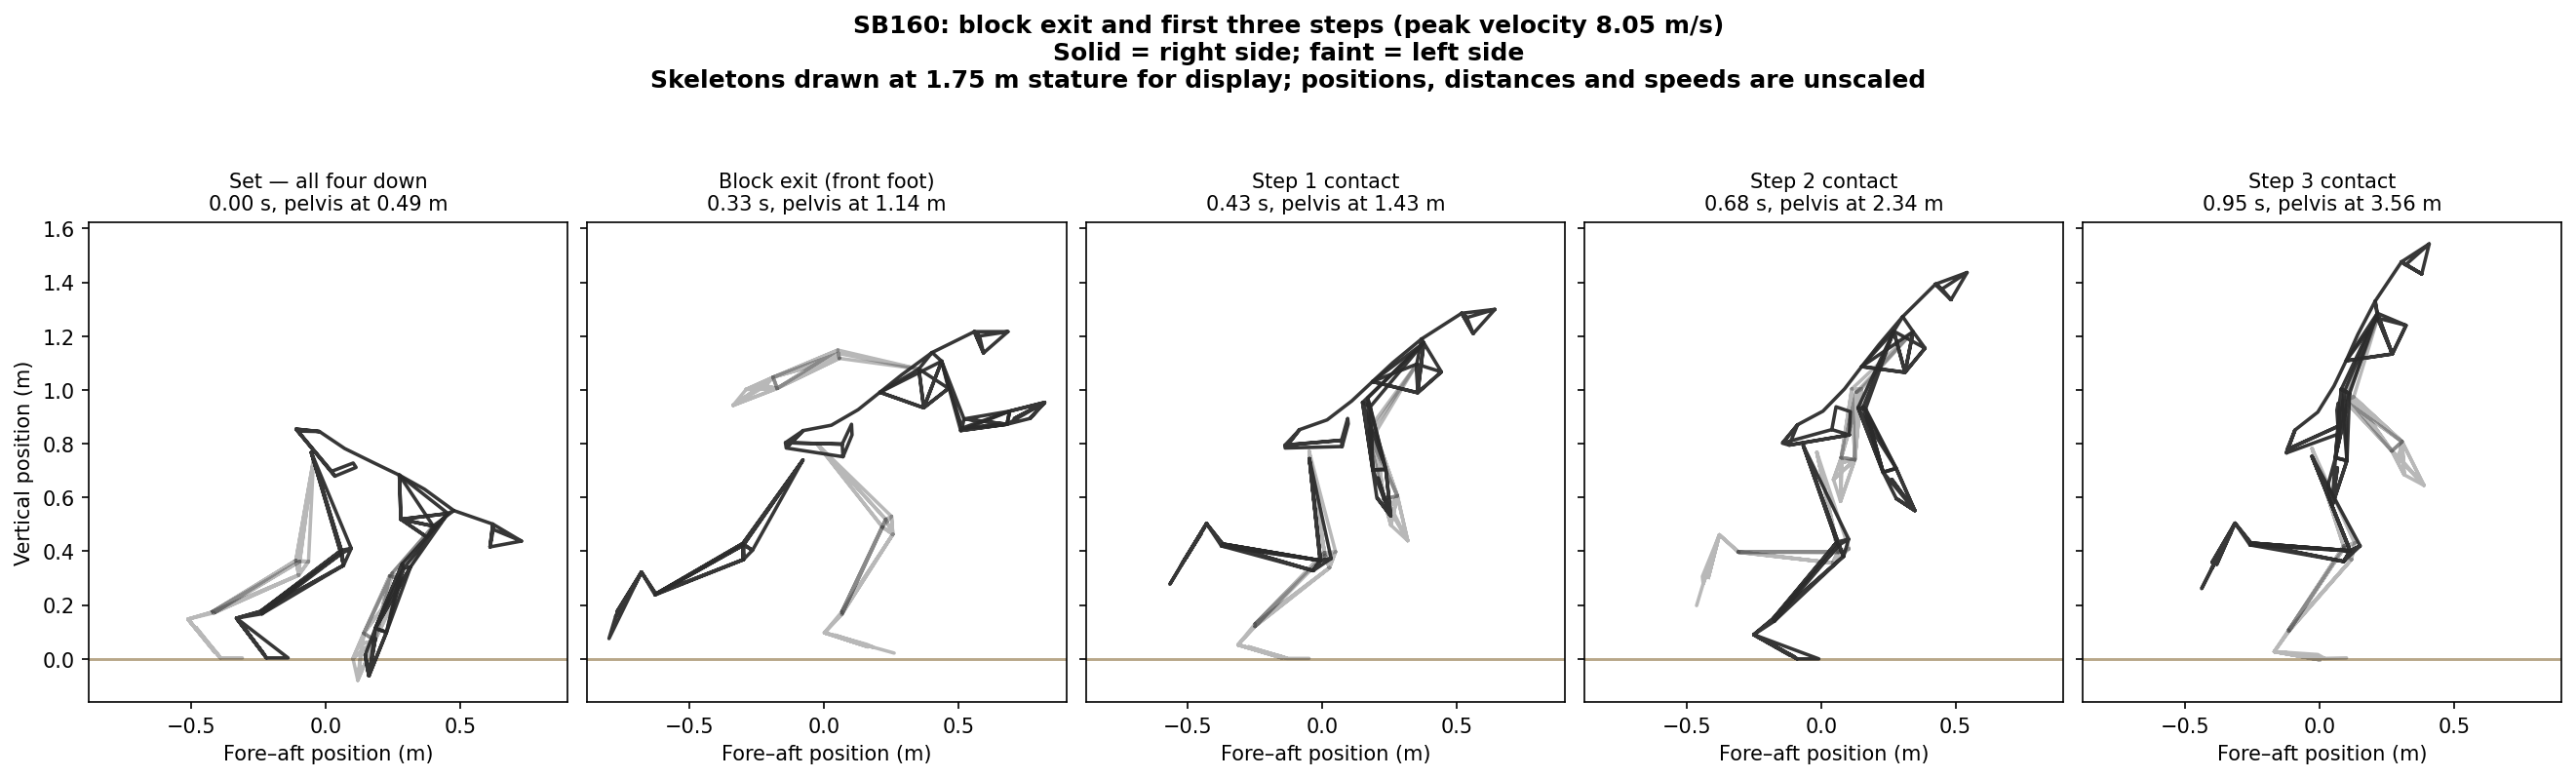 SB160: block exit and first three steps (peak velocity 8.05 m/s)
Solid = right side; faint = left side
Skeletons drawn at 1.75 m stature for display; positions, distances and speeds are unscaled
Set — all four down
0.00 s, pelvis at 0.49 m
Block exit (front foot)
0.33 s, pelvis at 1.14 m
Step 1 contact
0.43 s, pelvis at 1.43 m
Step 2 contact
0.68 s, pelvis at 2.34 m
Step 3 contact
0.95 s, pelvis at 3.56 m
Vertical position (m)
1.6
1.4
1.2
1.0
0.8
0.6
0.4
0.2
0.0
−0.5 0.0 0.5
−0.5 0.0 0.5
−0.5 0.0 0.5
−0.5 0.0 0.5
−0.5 0.0 0.5
Fore–aft position (m)
Fore–aft position (m)
Fore–aft position (m)
Fore–aft position (m)
Fore–aft position (m)